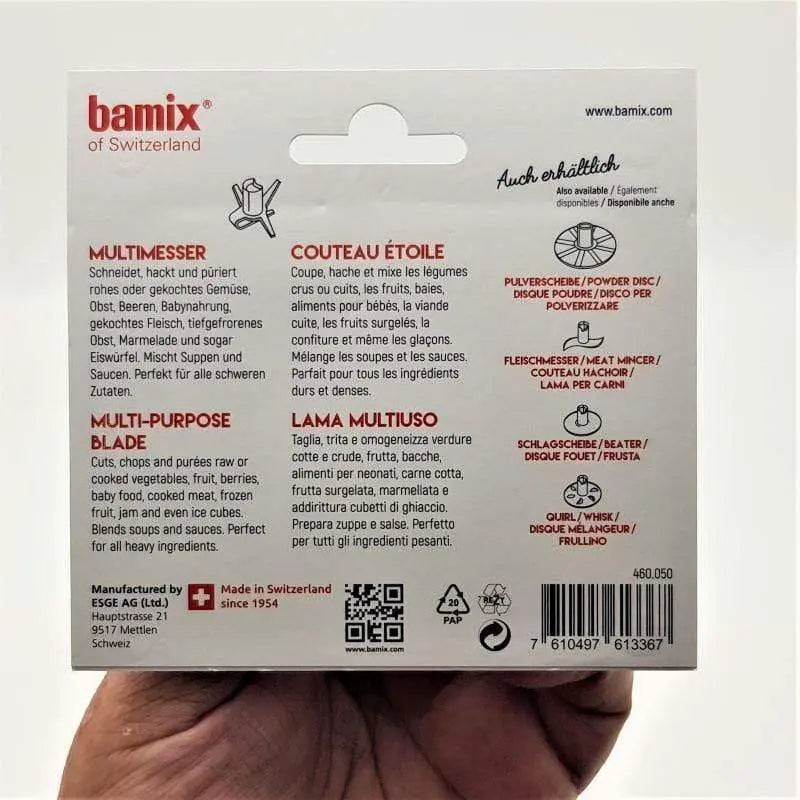 bamix®
of Switzerland
www.bamix.com
Auch erhältlich
Also available / Également
disponibles / Disponibile anche
MULTIMESSER
Schneidet, hackt und püriert
rohes oder gekochtes Gemüse,
Obst, Beeren, Babynahrung,
gekochtes Fleisch, tiefgefrorenes
Obst, Marmelade und sogar
Eiswürfel. Mischt Suppen und
Saucen. Perfekt für alle schweren
Zutaten.
COUTEAU ÉTOILE
Coupe, hache et mixe les légumes
crus ou cuits, les fruits, baies,
aliments pour bébés, la viande
cuite, les fruits surgelés, la
confiture et même les glaçons.
Mélange les soupes et les sauces.
Parfait pour tous les ingrédients
durs et denses.
MULTI-PURPOSE
BLADE
Cuts, chops and purées raw or
cooked vegetables, fruit, berries,
baby food, cooked meat, frozen
fruit, jam and even ice cubes.
Blends soups and sauces. Perfect
for all heavy ingredients.
LAMA MULTIUSO
Taglia, trita e omogeneizza verdure
cotte e crude, frutta, bacche,
alimenti per neonati, carne cotta,
frutta surgelata, marmellata e
addirittura cubetti di ghiaccio.
Prepara zuppe e salse. Perfetto
per tutti gli ingredienti pesanti.
PULVERSCHEIBE/POWDER DISC/
DISQUE POUDRE/DISCO PER
POLVERIZZARE
FLEISCHMESSER/MEAT MINCER/
COUTEAU HACHOIR/
LAMA PER CARNI
SCHLAGSCHEIBE/BEATER/
DISQUE FOUET/FRUSTA
QUIRL/WHISK/
DISQUE MÉLANGEUR/
FRULLINO
460.050
Manufactured by
ESGE AG (Ltd.)
Hauptstrasse 21
9517 Mettlen
Schweiz
Made in Switzerland
since 1954
www.bamix.com
20
PAP
RESY
7 610497 613367